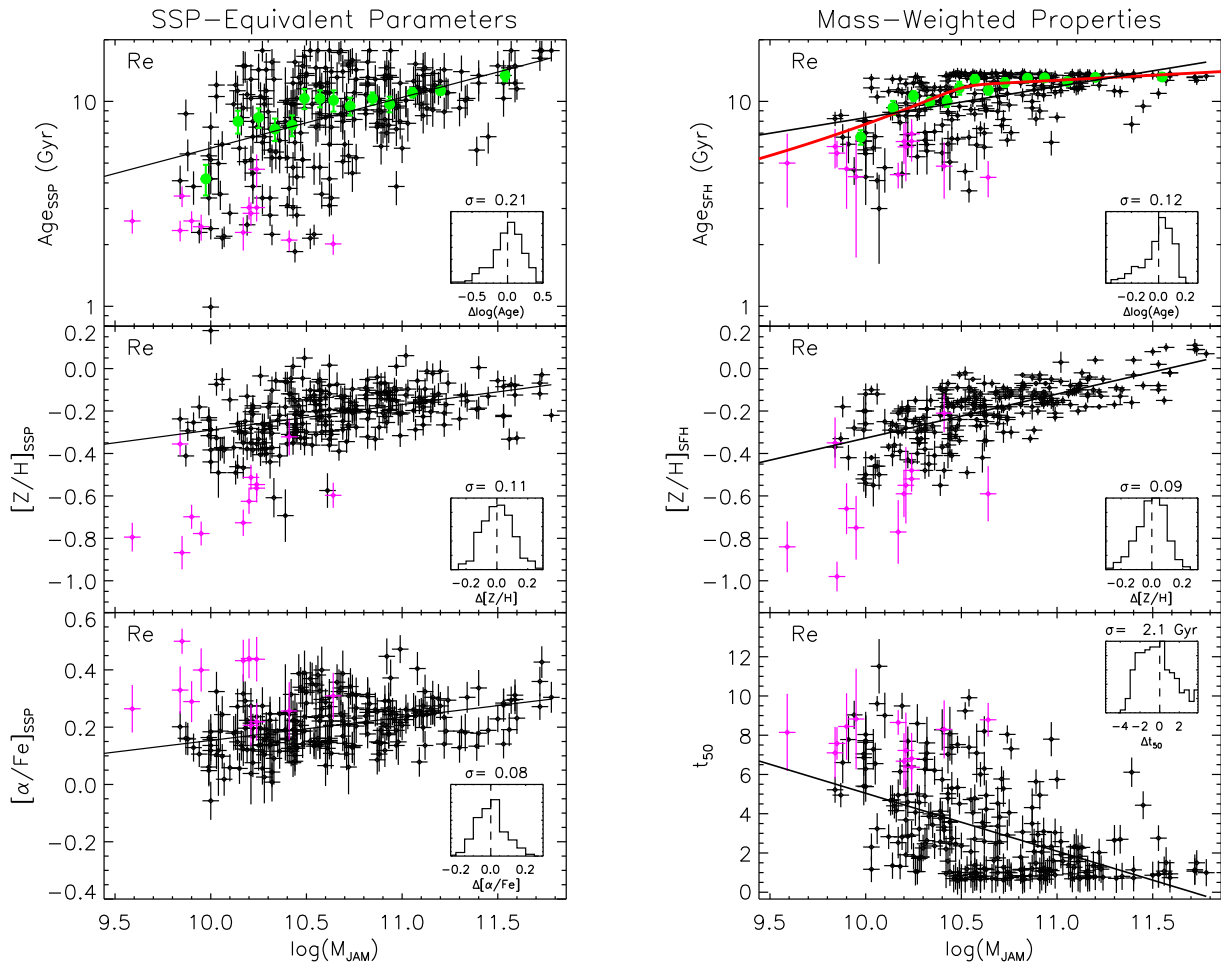 SSP-Equivalent Parameters
Mass-Weighted Properties
Re
10
1
Age_SSP (Gyr)
σ= 0.21
-0.5 0.0 0.5
Δlog(Age)
Re
10
1
Age_SFH (Gyr)
σ= 0.12
-0.2 0.0 0.2
Δlog(Age)
Re
0.2
0.0
-0.2
-0.4
-0.6
-0.8
-1.0
[Z/H]_SSP
σ= 0.11
-0.2 0.0 0.2
Δ[Z/H]
Re
0.2
0.0
-0.2
-0.4
-0.6
-0.8
-1.0
[Z/H]_SFH
σ= 0.09
-0.2 0.0 0.2
Δ[Z/H]
Re
0.6
0.4
0.2
0.0
-0.2
-0.4
[α/Fe]_SSP
σ= 0.08
-0.2 0.0 0.2
Δ[α/Fe]
9.5 10.0 10.5 11.0 11.5
log(M_JAM)
Re
12
10
8
6
4
2
0
t_50
σ= 2.1 Gyr
-4 -2 0 2
Δt_50
9.5 10.0 10.5 11.0 11.5
log(M_JAM)